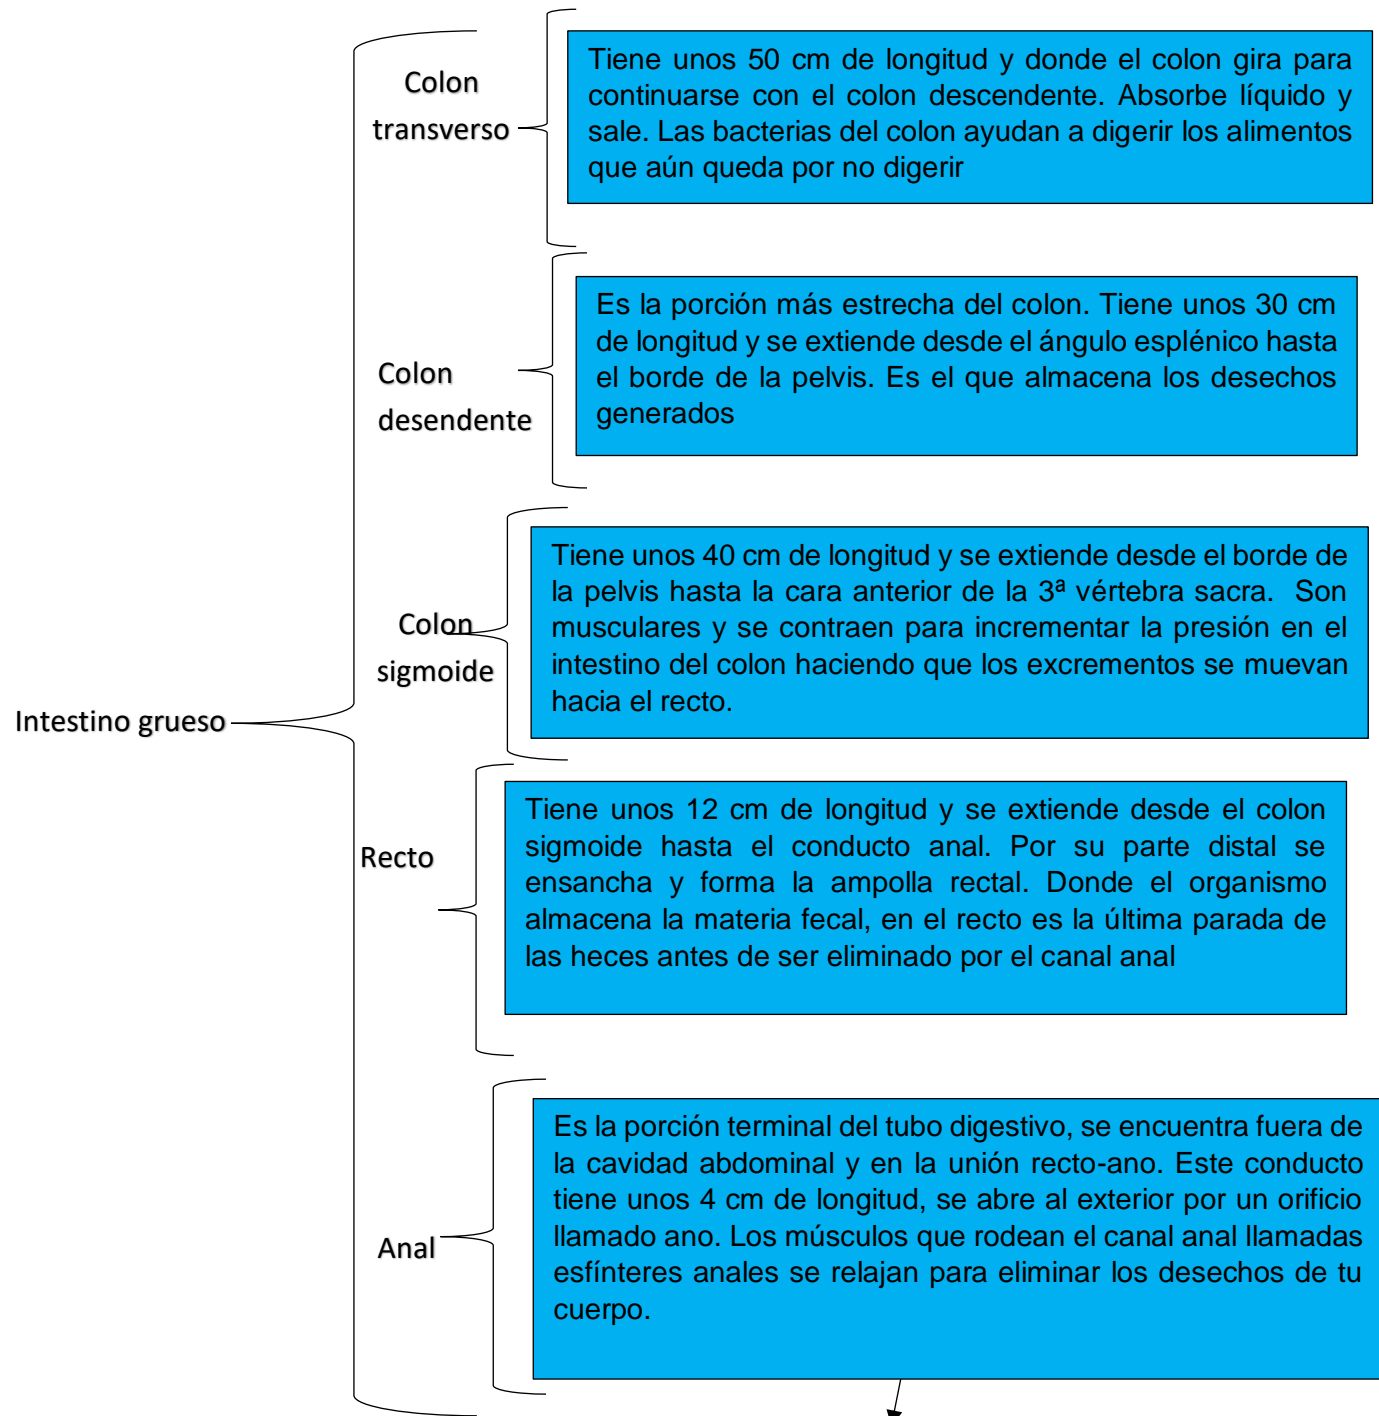 Colon
transverso
Tiene unos 50 cm de longitud y donde el colon gira para
continuarse con el colon descendente. Absorbe líquido y
sale. Las bacterias del colon ayudan a digerir los alimentos
que aún queda por no digerir
Colon
desendente
Es la porción más estrecha del colon. Tiene unos 30 cm
de longitud y se extiende desde el ángulo esplénico hasta
el borde de la pelvis. Es el que almacena los desechos
generados
Colon
sigmoide
Tiene unos 40 cm de longitud y se extiende desde el borde de
la pelvis hasta la cara anterior de la 3ª vértebra sacra. Son
musculares y se contraen para incrementar la presión en el
intestino del colon haciendo que los excrementos se muevan
hacia el recto.
Intestino grueso
Recto
Tiene unos 12 cm de longitud y se extiende desde el colon
sigmoide hasta el conducto anal. Por su parte distal se
ensancha y forma la ampolla rectal. Donde el organismo
almacena la materia fecal, en el recto es la última parada de
las heces antes de ser eliminado por el canal anal
Anal
Es la porción terminal del tubo digestivo, se encuentra fuera de
la cavidad abdominal y en la unión recto-ano. Este conducto
tiene unos 4 cm de longitud, se abre al exterior por un orificio
llamado ano. Los músculos que rodean el canal anal llamadas
esfínteres anales se relajan para eliminar los desechos de tu
cuerpo.